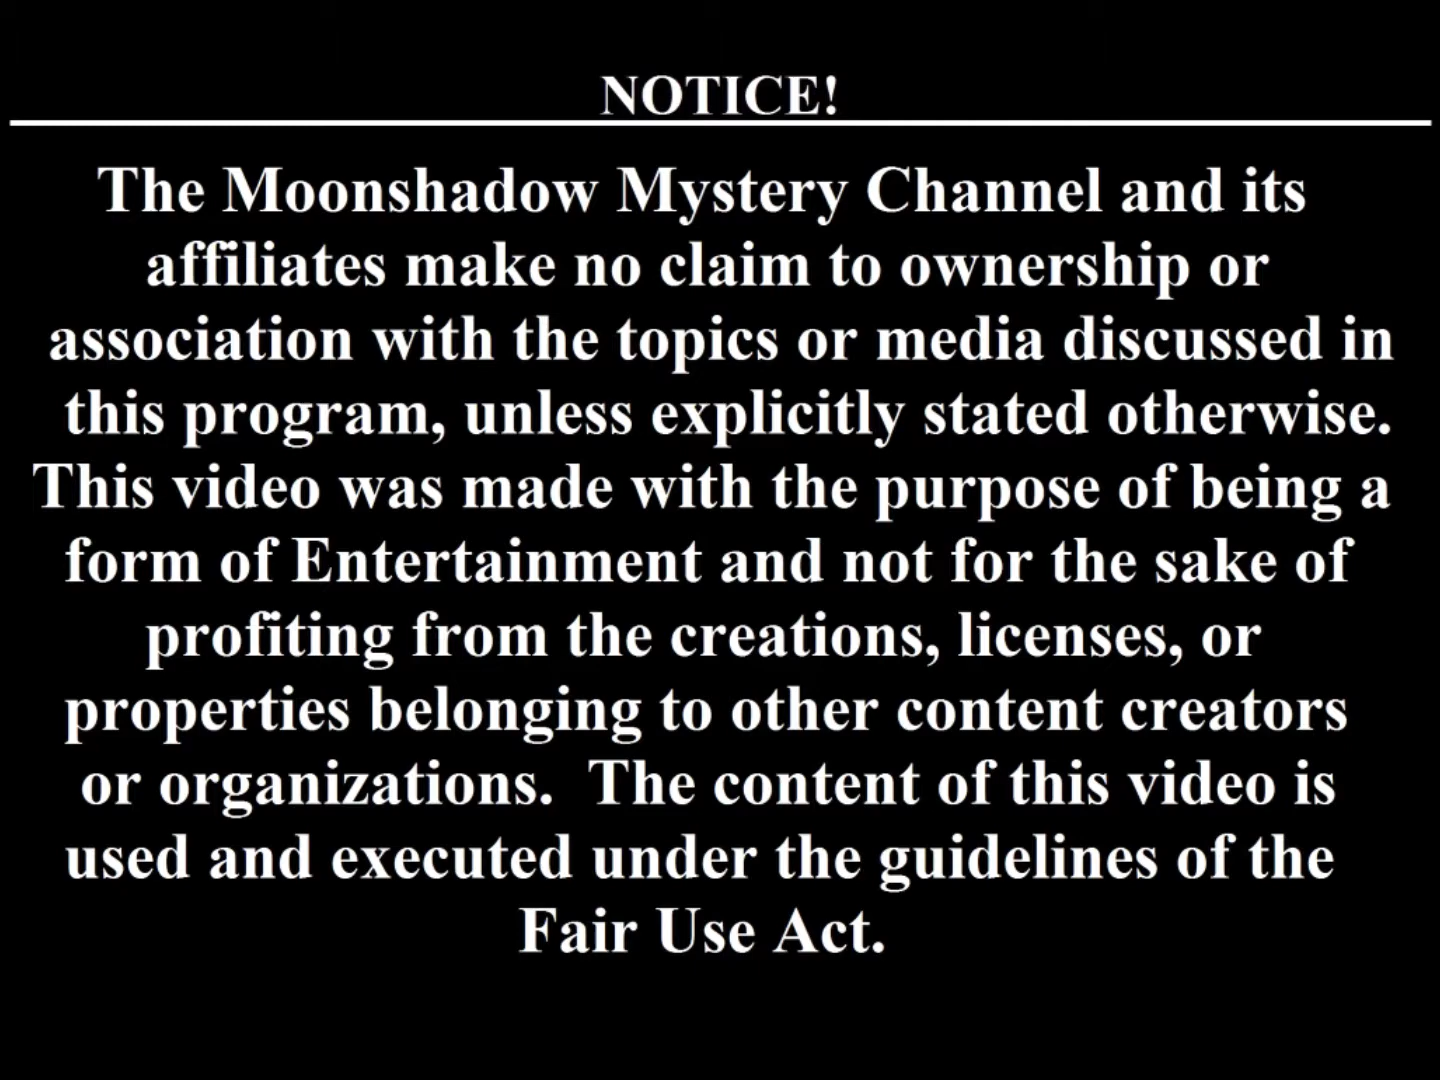 NOTICE!
The Moonshadow Mystery Channel and its
affiliates make no claim to ownership or
association with the topics or media discussed in
this program, unless explicitly stated otherwise.
This video was made with the purpose of being a
form of Entertainment and not for the sake of
profiting from the creations, licenses, or
properties belonging to other content creators
or organizations.  The content of this video is
used and executed under the guidelines of the
Fair Use Act.